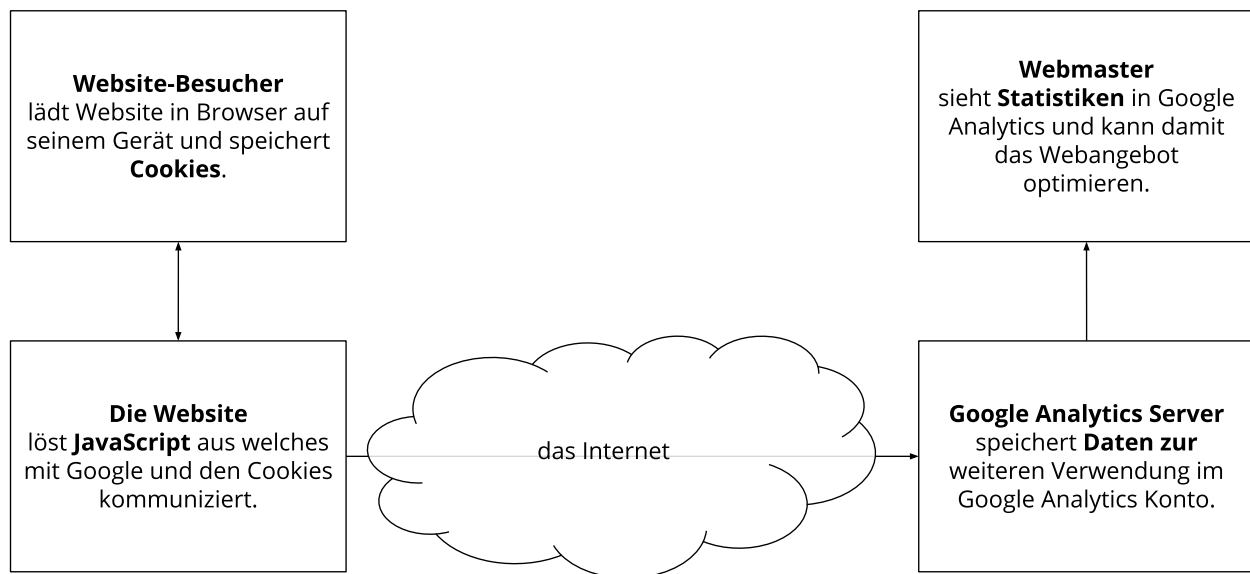 Website-Besucher
lädt Website in Browser auf
seinem Gerät und speichert
Cookies.
Webmaster
sieht Statistiken in Google
Analytics und kann damit
das Webangebot
optimieren.
Die Website
löst JavaScript aus welches
mit Google und den Cookies
kommuniziert.
das Internet
Google Analytics Server
speichert Daten zur
weiteren Verwendung im
Google Analytics Konto.